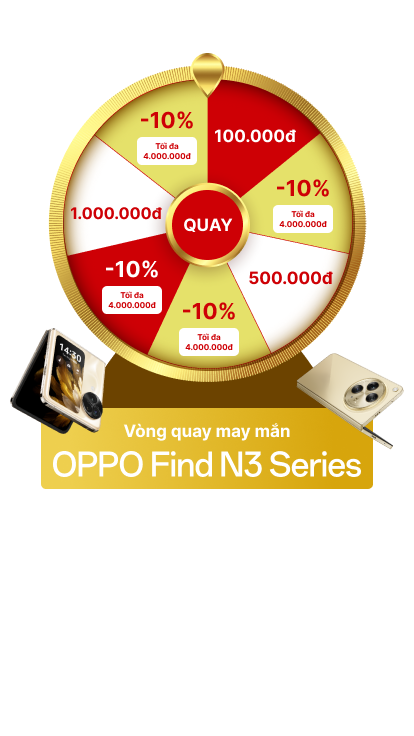 -10%
Tối đa
4.000.000đ
100.000đ
-10%
Tối đa
4.000.000đ
1.000.000đ
QUAY
-10%
Tối đa
4.000.000đ
500.000đ
-10%
Tối đa
4.000.000đ
14:30
Vòng quay may mắn
OPPO Find N3 Series